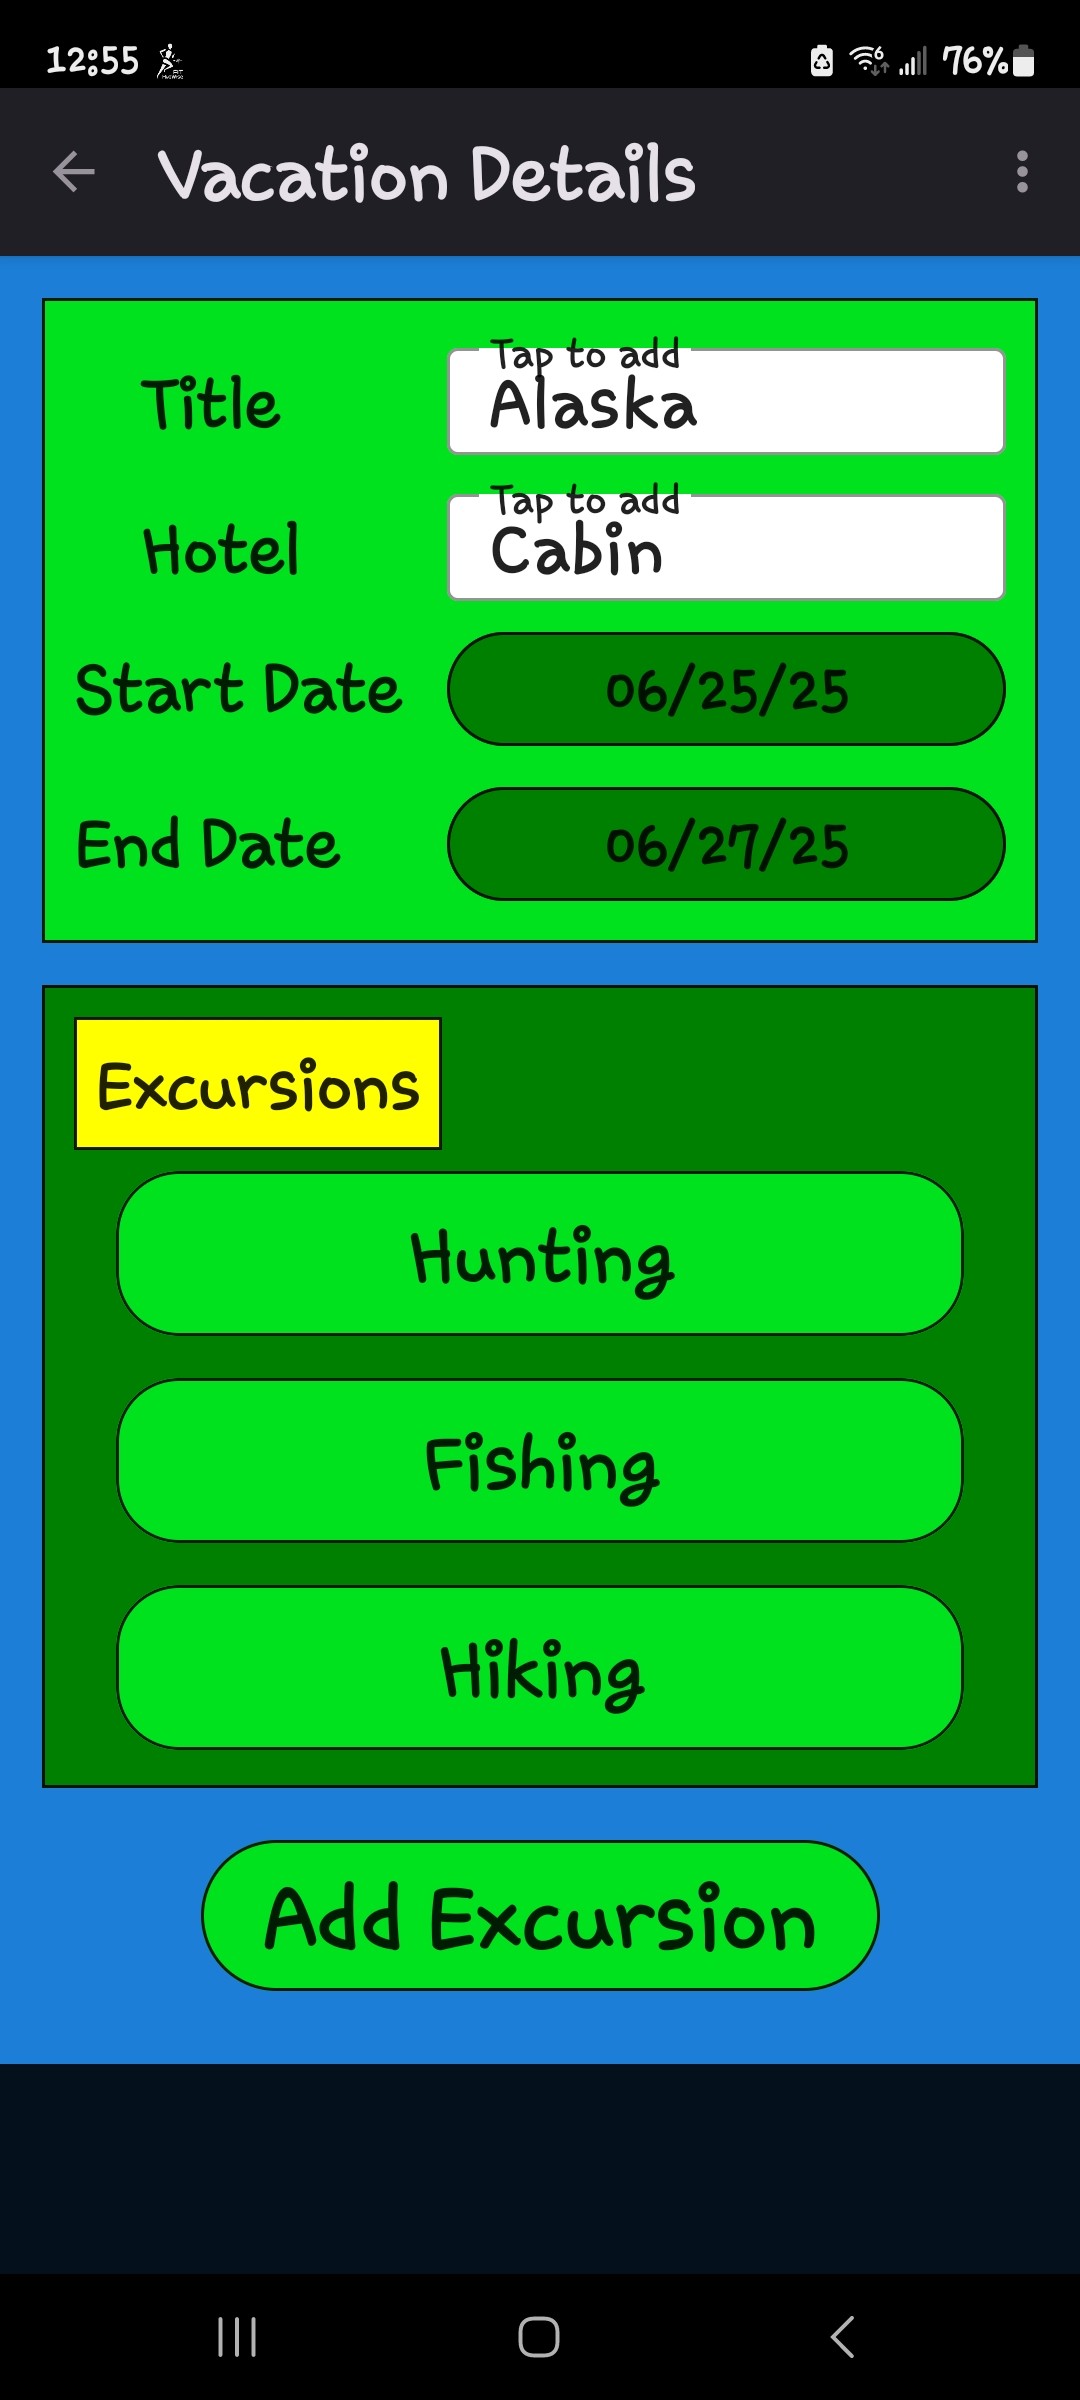 12:55 6 76%
Vacation Details
Tap to add
Title Alaska
Tap to add
Hotel Cabin
Start Date 06/25/25
End Date 06/27/25
Excursions
Hunting
Fishing
Hiking
Add Excursion